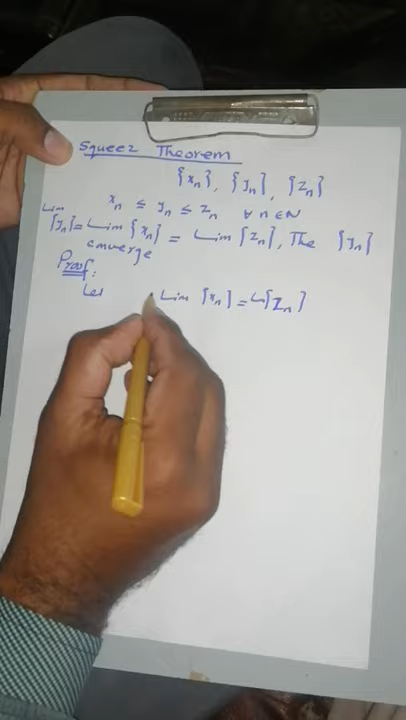 Squeez Theorem
{xn}, {yn}, {zn}
xn ≤ yn ≤ zn ∀ n ∈ N
Lim
{yn} = Lim {xn} = Lim {zn}, The {yn}
converge
Proof:
Let Lim {xn} = L{zn}